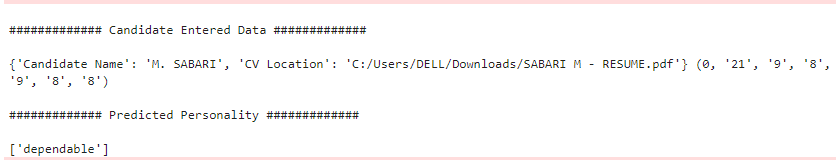 ############# Candidate Entered Data #############
{'Candidate Name': 'M. SABARI', 'CV Location': 'C:/Users/DELL/Downloads/SABARI M - RESUME.pdf'} (0, '21', '9', '8',
'9', '8', '8')
############# Predicted Personality #############
['dependable']